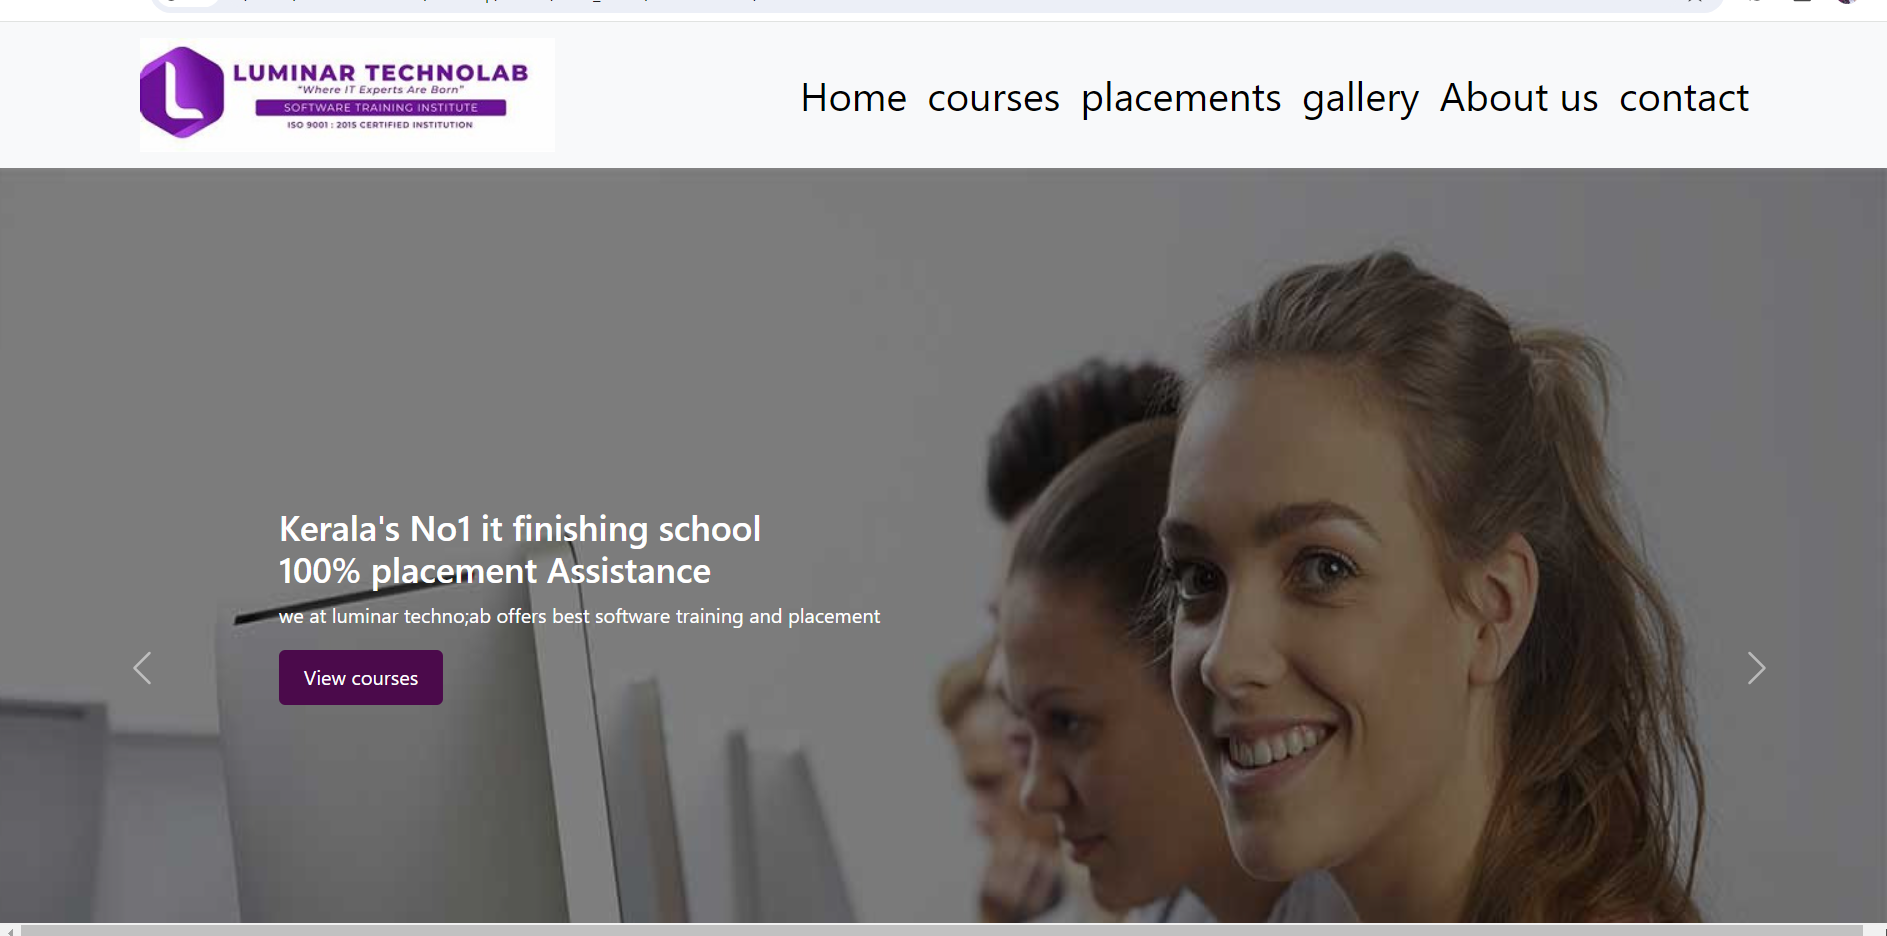 LUMINAR TECHNOLAB
"Where IT Experts Are Born"
SOFTWARE TRAINING INSTITUTE
ISO 9001 : 2015 CERTIFIED INSTITUTION
Home courses placements gallery About us contact
Kerala's No1 it finishing school
100% placement Assistance
we at luminar techno;ab offers best software training and placement
View courses